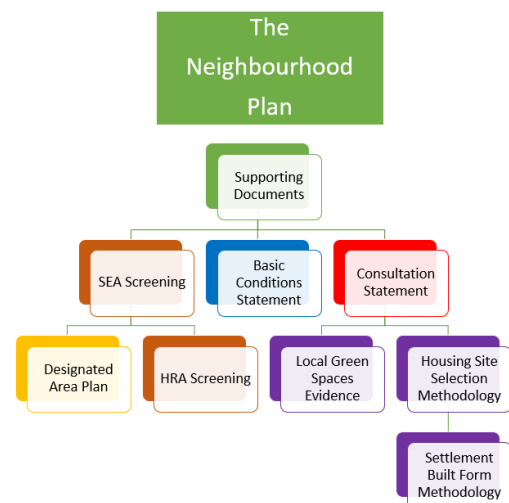 The
Neighbourhood
Plan
Supporting
Documents
SEA Screening
Basic
Conditions
Statement
Consultation
Statement
Designated
Area Plan
HRA Screening
Local Green
Spaces
Evidence
Housing Site
Selection
Methodology
Settlement
Built Form
Methodology